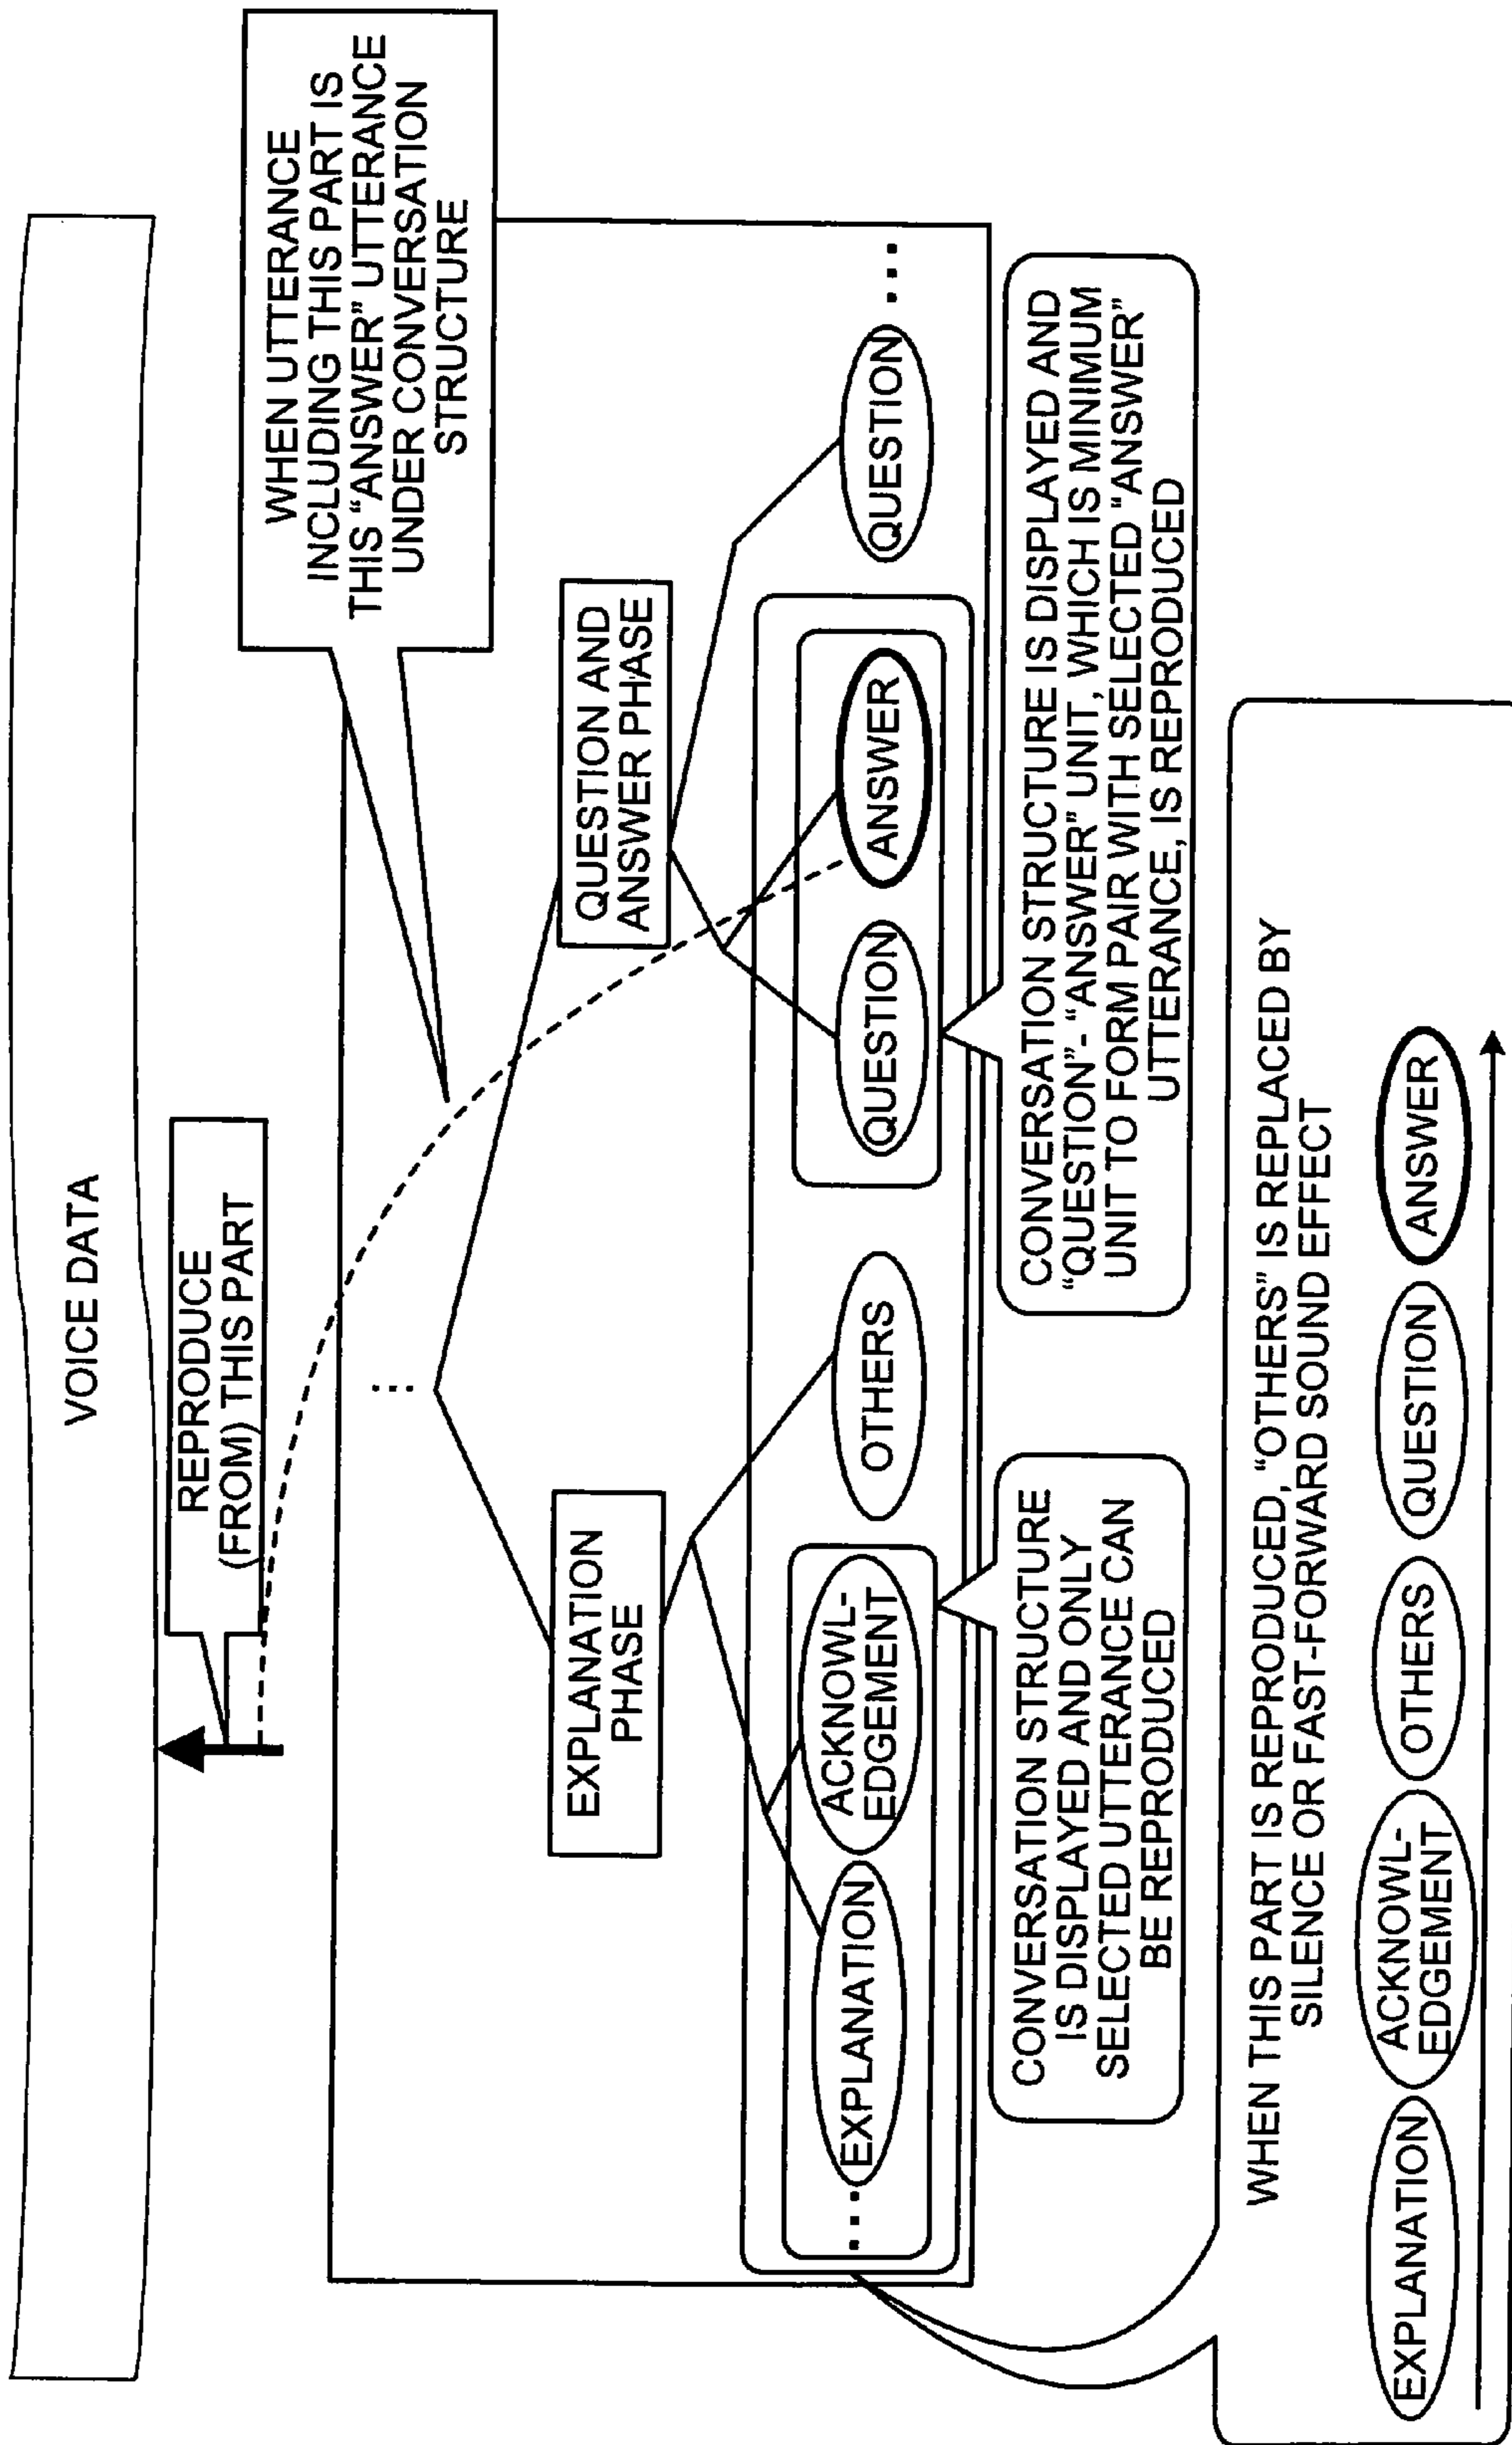 VOICE DATA
REPRODUCE
(FROM) THIS PART
WHEN UTTERANCE
INCLUDING THIS PART IS
THIS “ANSWER” UTTERANCE
UNDER CONVERSATION
STRUCTURE
...
EXPLANATION
PHASE
QUESTION AND
ANSWER PHASE
...
EXPLANATION
ACKNOWL-
EDGEMENT
OTHERS
QUESTION
ANSWER
QUESTION
...
CONVERSATION STRUCTURE
IS DISPLAYED AND ONLY
SELECTED UTTERANCE CAN
BE REPRODUCED
CONVERSATION STRUCTURE IS DISPLAYED AND
“QUESTION”- “ANSWER” UNIT, WHICH IS MINIMUM
UNIT TO FORM PAIR WITH SELECTED “ANSWER”
UTTERANCE, IS REPRODUCED
WHEN THIS PART IS REPRODUCED, “OTHERS” IS REPLACED BY
SILENCE OR FAST-FORWARD SOUND EFFECT
EXPLANATION
ACKNOWL-
EDGEMENT
OTHERS
QUESTION
ANSWER